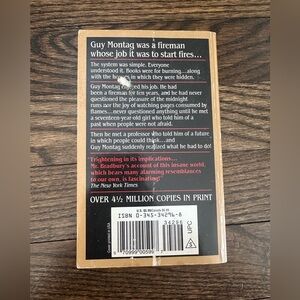 Guy Montag was a fireman
whose job it was to start fires...
The system was simple. Everyone
understood it. Books were for burning...along
with the houses in which they were hidden.
Guy Montag enjoyed his job. He had
been a fireman for ten years, and he had never
questioned the pleasure of the midnight
runs nor the joy of watching pages consumed by
flames...never questioned anything until he met
a seventeen-year old girl who told him of a
past when people were not afraid.
Then he met a professor who told him of a future
in which people could think...and
Guy Montag suddenly realized what he had to do!
"Frightening in its implications...
Mr. Bradbury's account of this insane world,
which bears many alarming resemblances
to our own, is fascinating."
The New York Times
OVER 4½ MILLION COPIES IN PRINT
ISBN 0-345-34296-8
34296
UPC